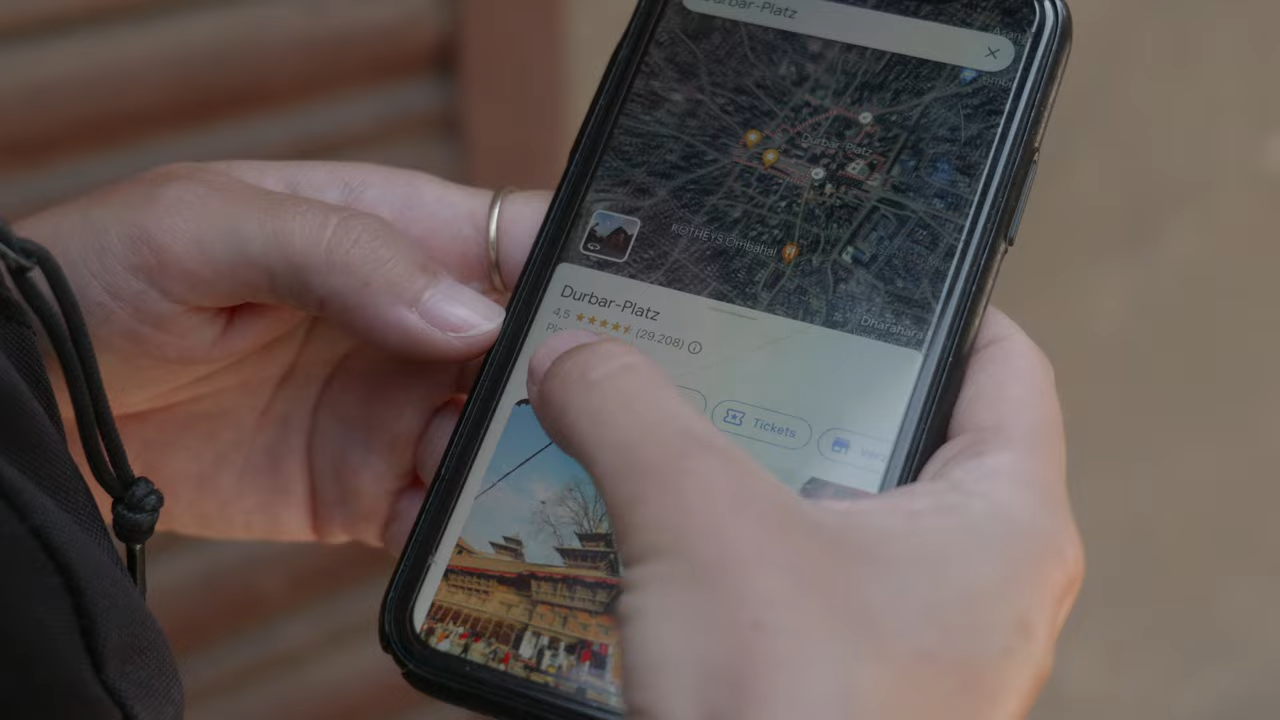 Durbar-Platz
Durbar-Platz
KOTHEYS Ombahal
Dharahara
Durbar-Platz
4,5 (29.208)
Tickets